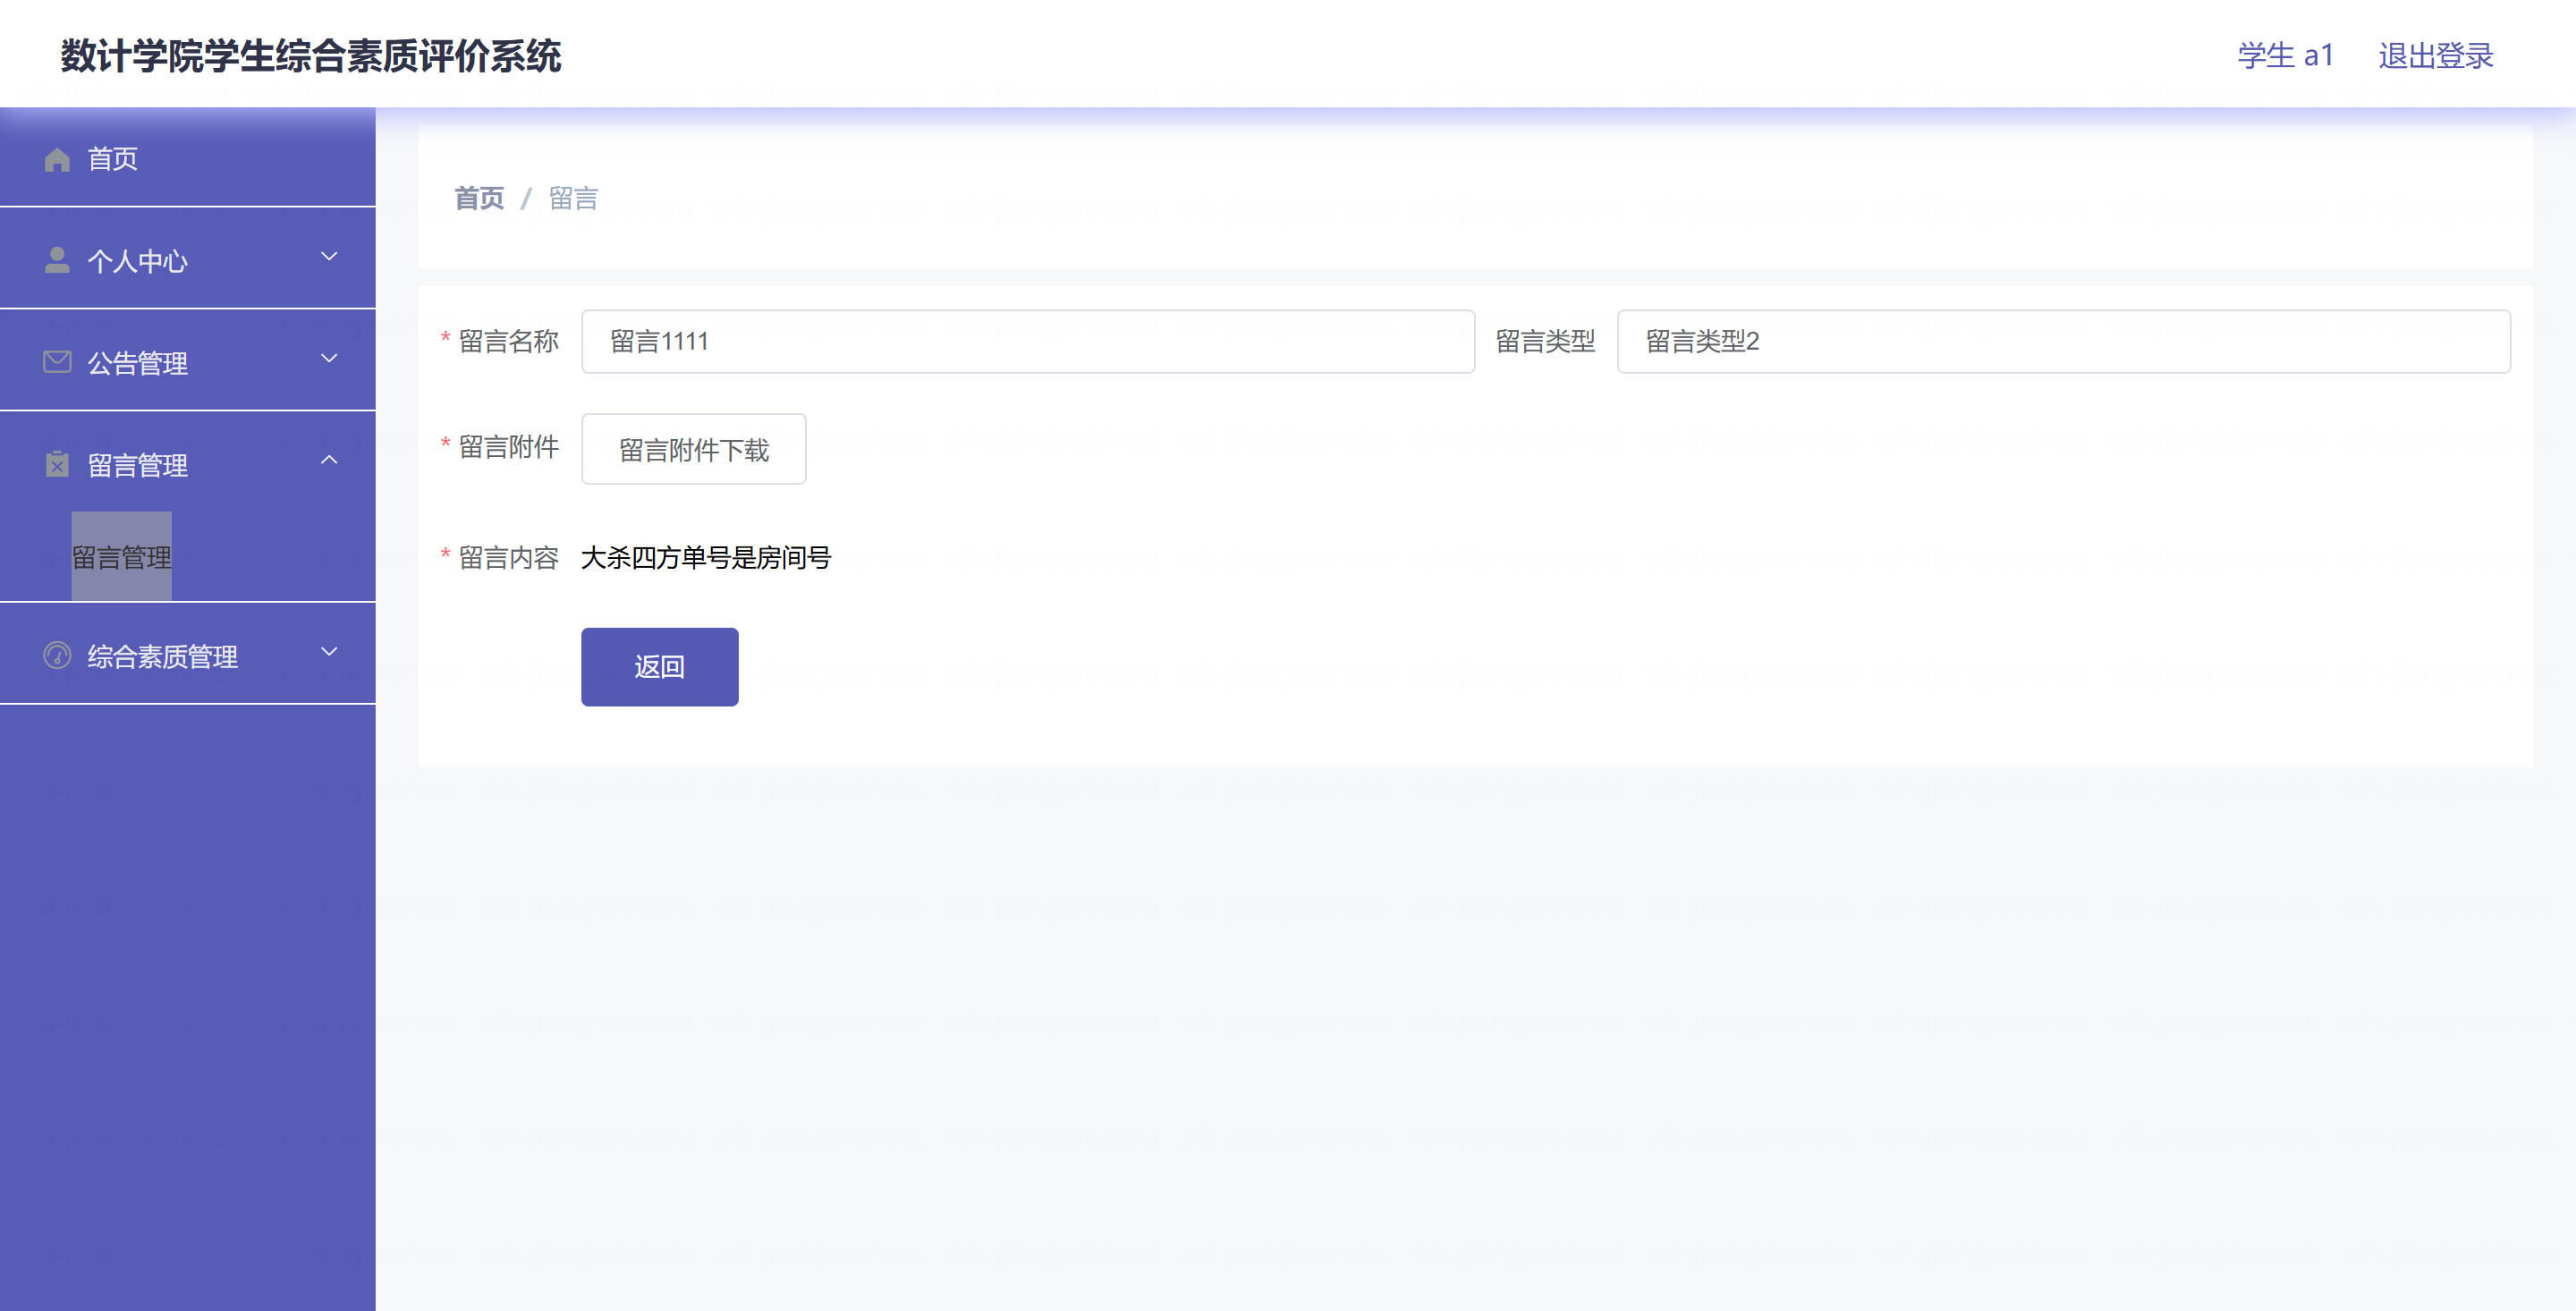 数计学院学生综合素质评价系统
学生 a1 退出登录
首页
个人中心
公告管理
留言管理
留言管理
综合素质管理
首页 / 留言
* 留言名称 留言1111 留言类型 留言类型2
* 留言附件 留言附件下载
* 留言内容 大杀四方单号是房间号
返回